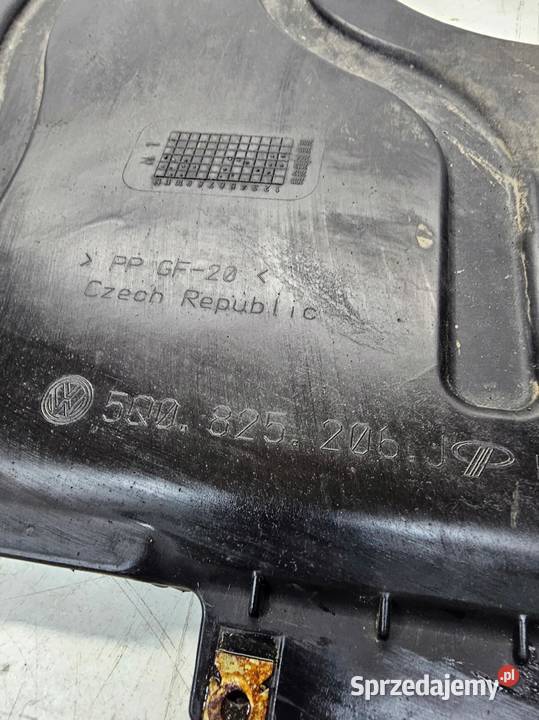 > PP GF-20 <
Czech Republic
5Q0.825.206.J
Sprzedajemy.pl